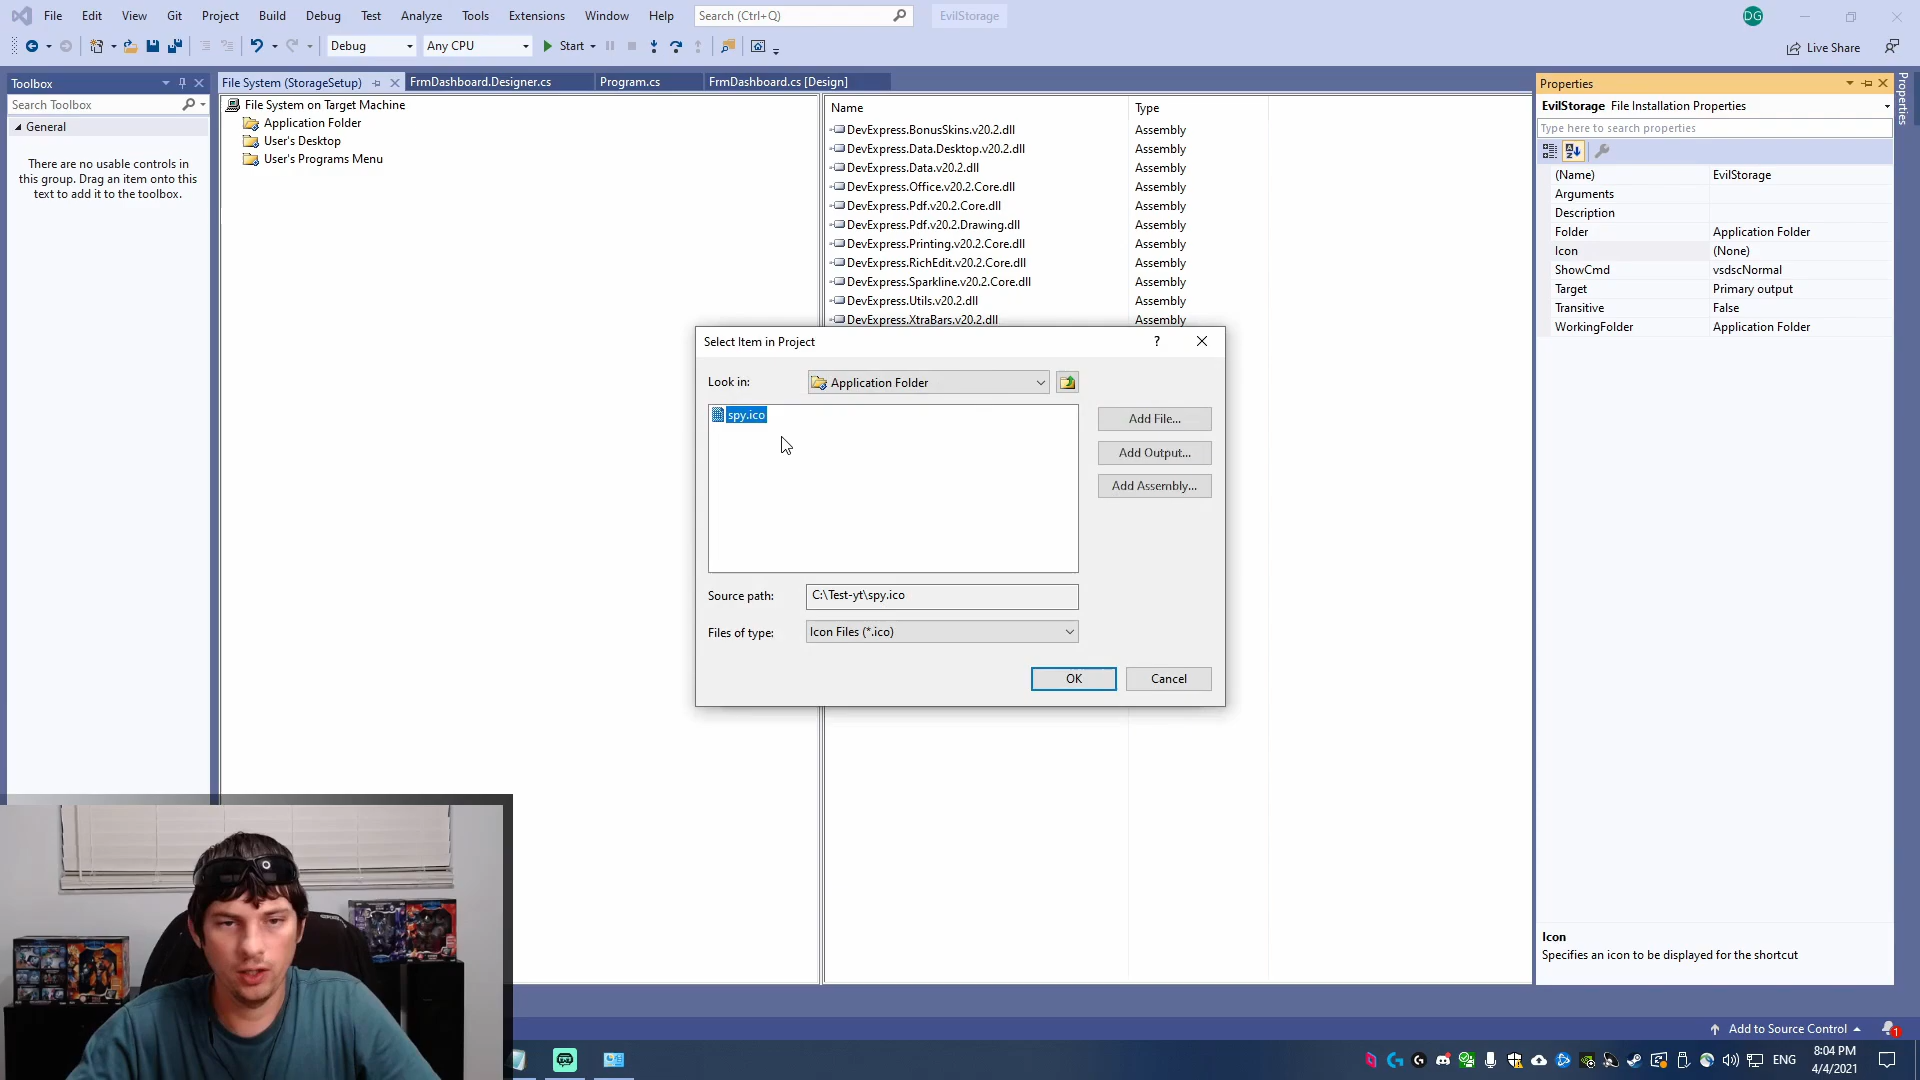 File Edit View Git Project Build Debug Test Analyze Tools Extensions Window Help Search (Ctrl+Q) EvilStorage DG
Debug Any CPU Start Live Share
Toolbox
Search Toolbox
General
There are no usable controls in
this group. Drag an item onto this
text to add it to the toolbox.
File System (StorageSetup) FrmDashboard.Designer.cs Program.cs FrmDashboard.cs [Design]
File System on Target Machine
Application Folder
User's Desktop
User's Programs Menu
Name Type
DevExpress.BonusSkins.v20.2.dll Assembly
DevExpress.Data.Desktop.v20.2.dll Assembly
DevExpress.Data.v20.2.dll Assembly
DevExpress.Office.v20.2.Core.dll Assembly
DevExpress.Pdf.v20.2.Core.dll Assembly
DevExpress.Pdf.v20.2.Drawing.dll Assembly
DevExpress.Printing.v20.2.Core.dll Assembly
DevExpress.RichEdit.v20.2.Core.dll Assembly
DevExpress.Sparkline.v20.2.Core.dll Assembly
DevExpress.Utils.v20.2.dll Assembly
DevExpress.XtraBars.v20.2.dll Assembly
Select Item in Project ?
Look in: Application Folder
spy.ico
Add File...
Add Output...
Add Assembly...
Source path: C:\Test-yt\spy.ico
Files of type: Icon Files (*.ico)
OK Cancel
Properties
Properties
EvilStorage File Installation Properties
Type here to search properties
(Name) EvilStorage
Arguments
Description
Folder Application Folder
Icon (None)
ShowCmd vsdscNormal
Target Primary output
Transitive False
WorkingFolder Application Folder
Icon
Specifies an icon to be displayed for the shortcut
Add to Source Control 1
ENG 8:04 PM
4/4/2021